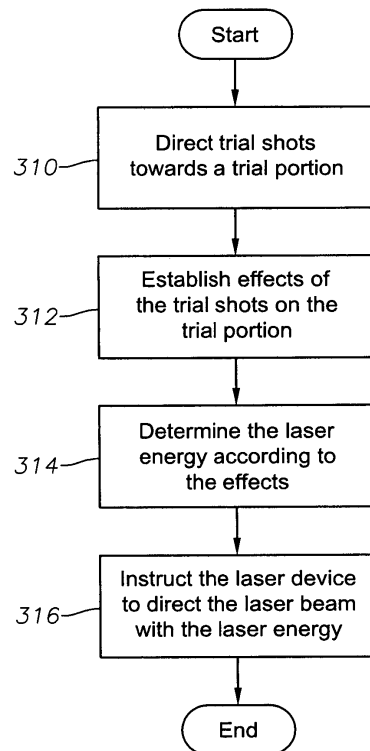 Start
310
Direct trial shots
towards a trial portion
312
Establish effects of
the trial shots on the
trial portion
314
Determine the laser
energy according to
the effects
316
Instruct the laser device
to direct the laser beam
with the laser energy
End